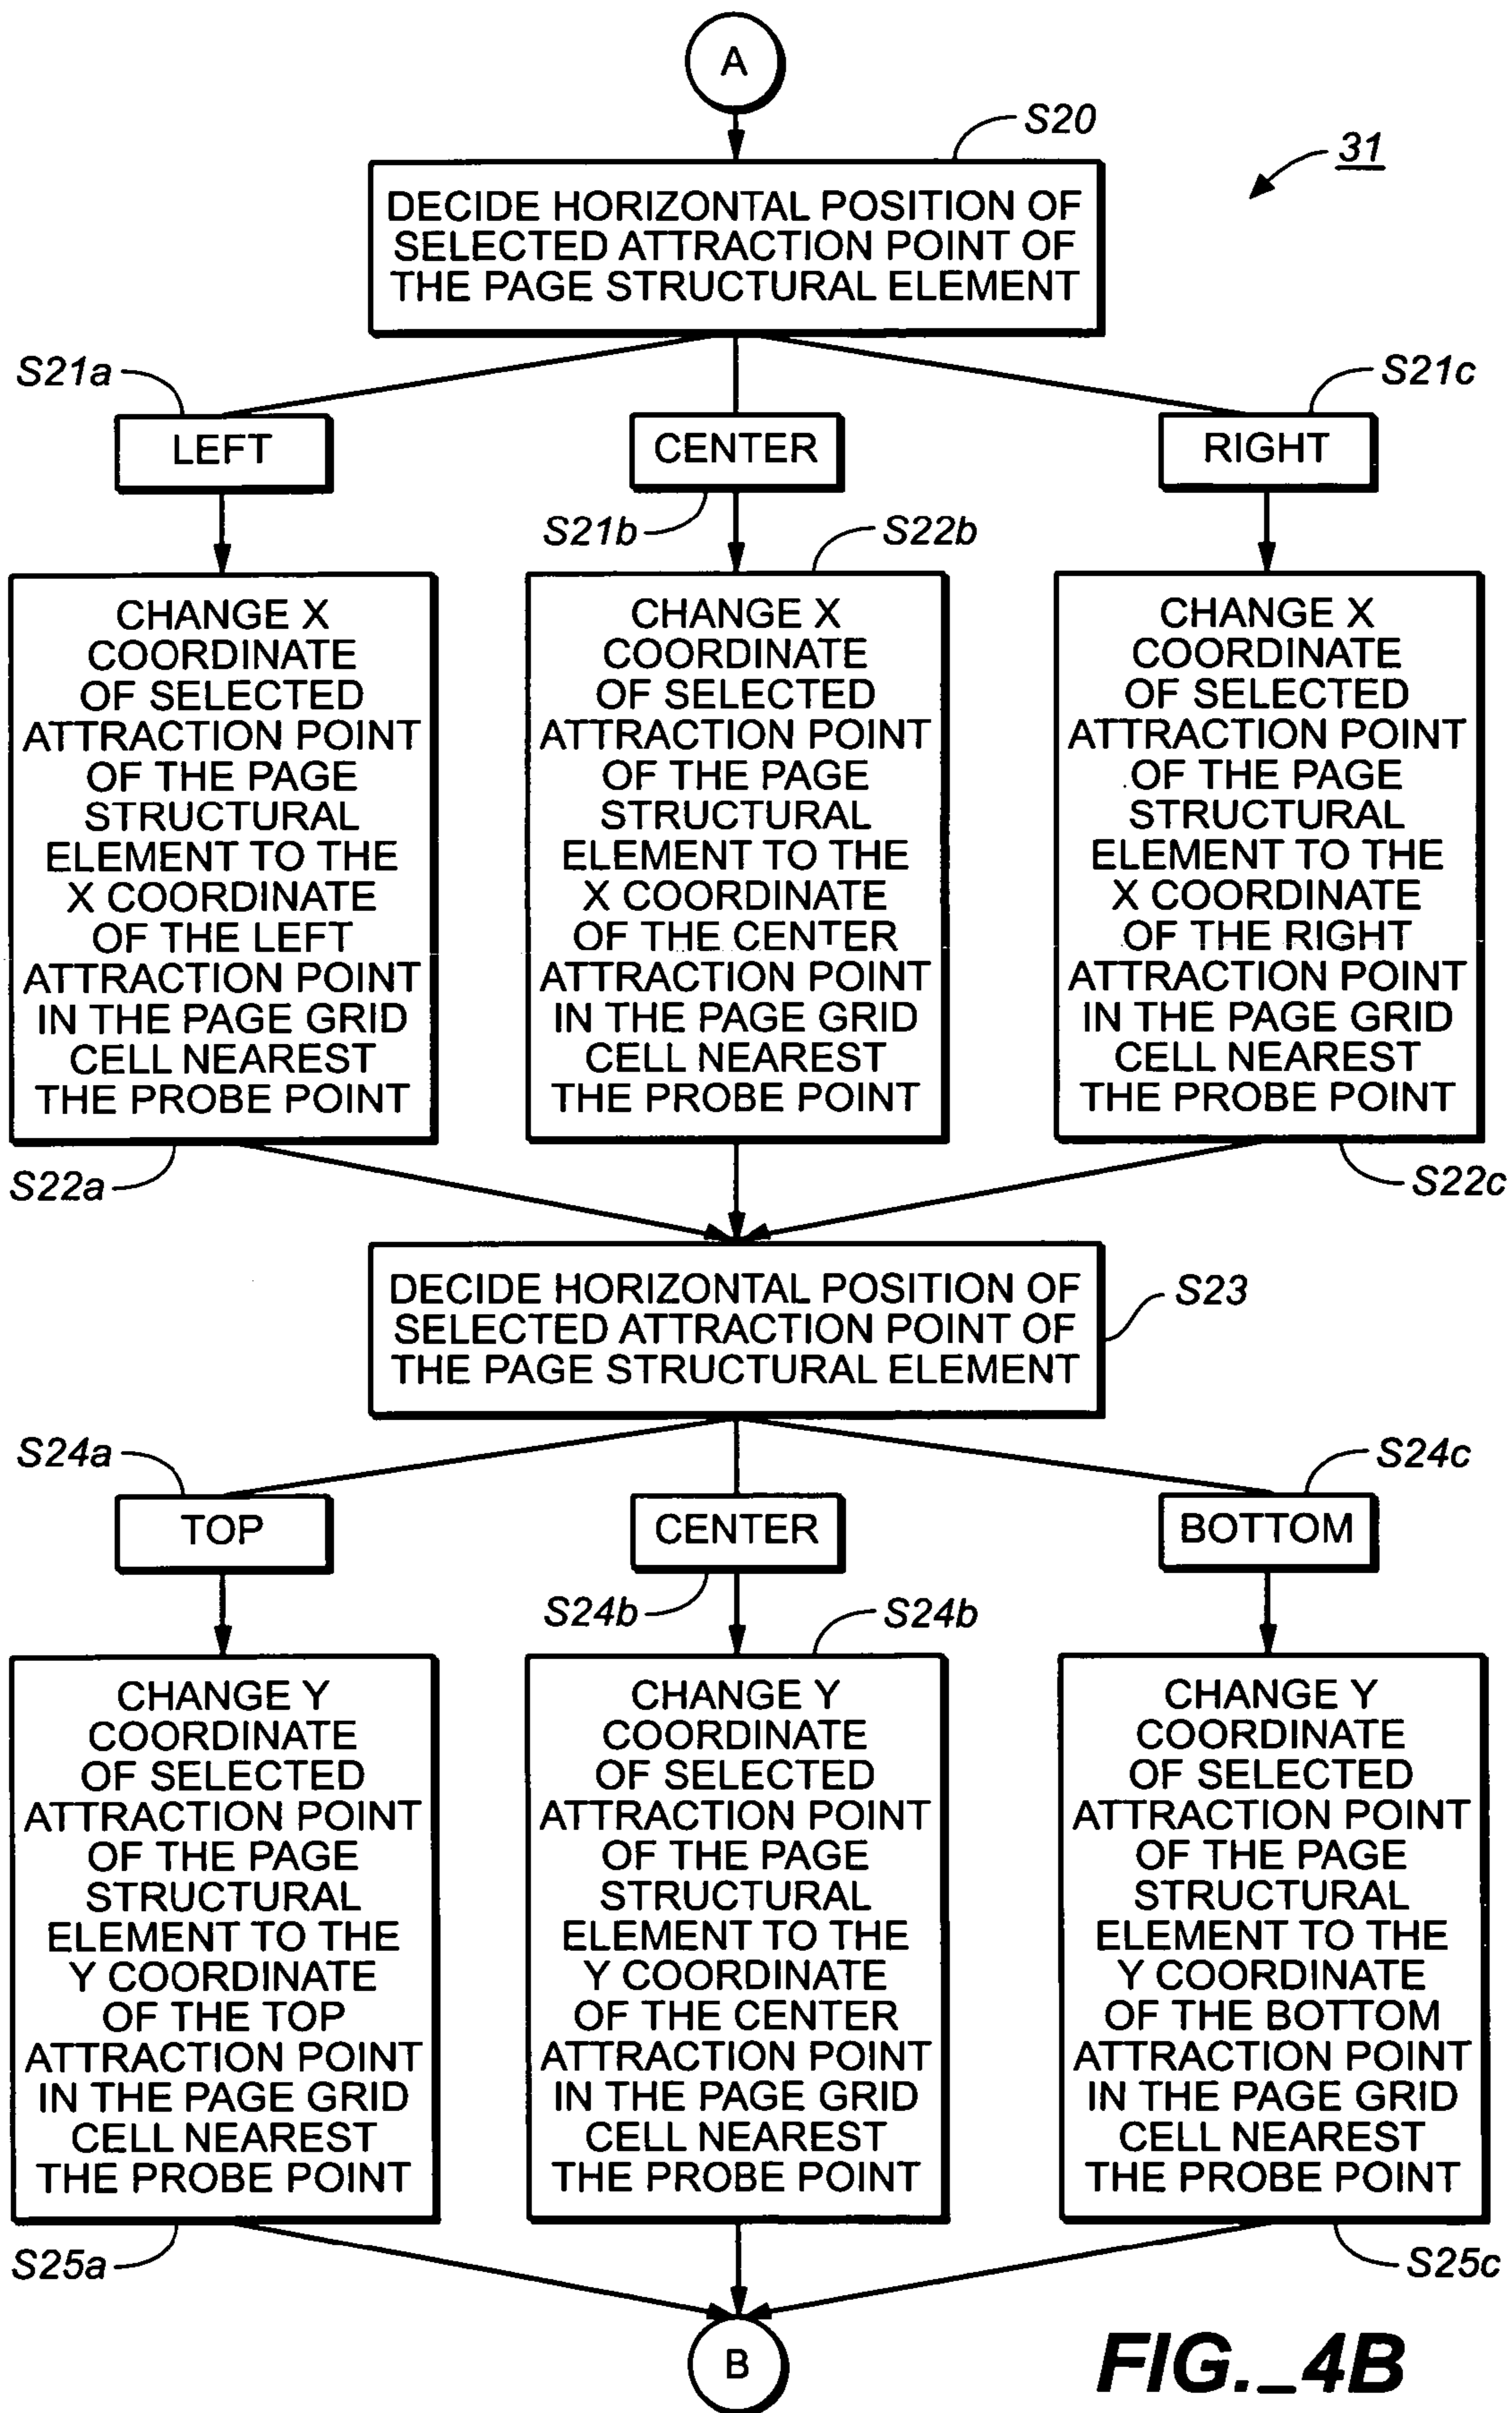 A
S20
31
DECIDE HORIZONTAL POSITION OF
SELECTED ATTRACTION POINT OF
THE PAGE STRUCTURAL ELEMENT
S21a
S21c
LEFT
CENTER
RIGHT
S21b
S22b
CHANGE X
COORDINATE
OF SELECTED
ATTRACTION POINT
OF THE PAGE
STRUCTURAL
ELEMENT TO THE
X COORDINATE
OF THE LEFT
ATTRACTION POINT
IN THE PAGE GRID
CELL NEAREST
THE PROBE POINT
CHANGE X
COORDINATE
OF SELECTED
ATTRACTION POINT
OF THE PAGE
STRUCTURAL
ELEMENT TO THE
X COORDINATE
OF THE CENTER
ATTRACTION POINT
IN THE PAGE GRID
CELL NEAREST
THE PROBE POINT
CHANGE X
COORDINATE
OF SELECTED
ATTRACTION POINT
OF THE PAGE
STRUCTURAL
ELEMENT TO THE
X COORDINATE
OF THE RIGHT
ATTRACTION POINT
IN THE PAGE GRID
CELL NEAREST
THE PROBE POINT
S22a
S22c
DECIDE HORIZONTAL POSITION OF
SELECTED ATTRACTION POINT OF
THE PAGE STRUCTURAL ELEMENT
S23
S24a
S24c
TOP
CENTER
BOTTOM
S24b
S24b
CHANGE Y
COORDINATE
OF SELECTED
ATTRACTION POINT
OF THE PAGE
STRUCTURAL
ELEMENT TO THE
Y COORDINATE
OF THE TOP
ATTRACTION POINT
IN THE PAGE GRID
CELL NEAREST
THE PROBE POINT
CHANGE Y
COORDINATE
OF SELECTED
ATTRACTION POINT
OF THE PAGE
STRUCTURAL
ELEMENT TO THE
Y COORDINATE
OF THE CENTER
ATTRACTION POINT
IN THE PAGE GRID
CELL NEAREST
THE PROBE POINT
CHANGE Y
COORDINATE
OF SELECTED
ATTRACTION POINT
OF THE PAGE
STRUCTURAL
ELEMENT TO THE
Y COORDINATE
OF THE BOTTOM
ATTRACTION POINT
IN THE PAGE GRID
CELL NEAREST
THE PROBE POINT
S25a
S25c
B
FIG._4B